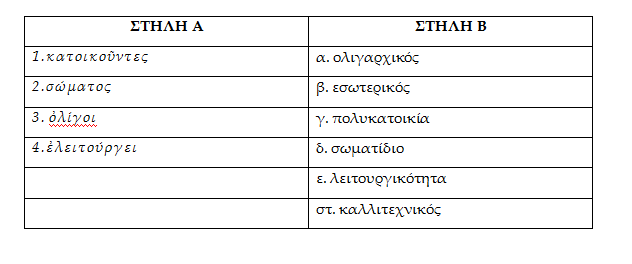 ΣΤΗΛΗ Α ΣΤΗΛΗ Β
1.κατοικοῦντες α. ολιγαρχικός
2.σώματος β. εσωτερικός
3. ὀλίγοι γ. πολυκατοικία
4.ἐλειτούργει δ. σωματίδιο
ε. λειτουργικότητα
στ. καλλιτεχνικός